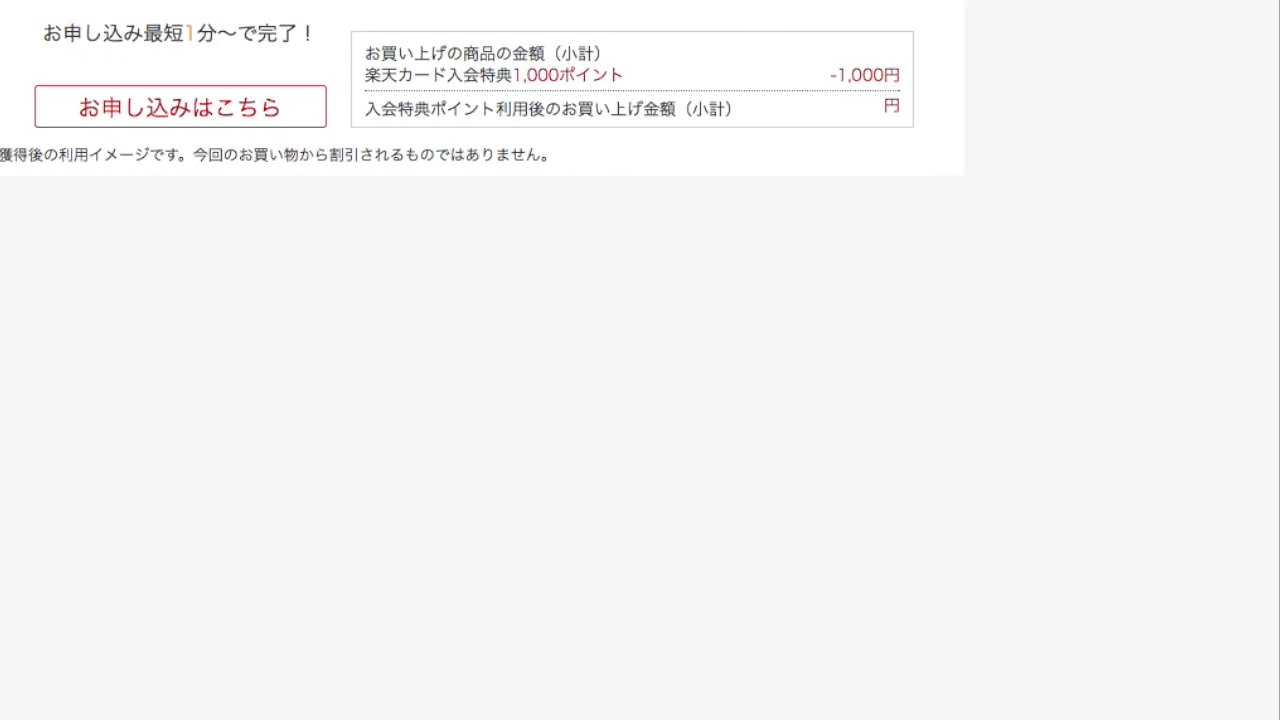 お申し込み最短1分～で完了！
お申し込みはこちら
お買い上げの商品の金額（小計）
楽天カード入会特典1,000ポイント -1,000円
入会特典ポイント利用後のお買い上げ金額（小計） 円
獲得後の利用イメージです。今回のお買い物から割引されるものではありません。